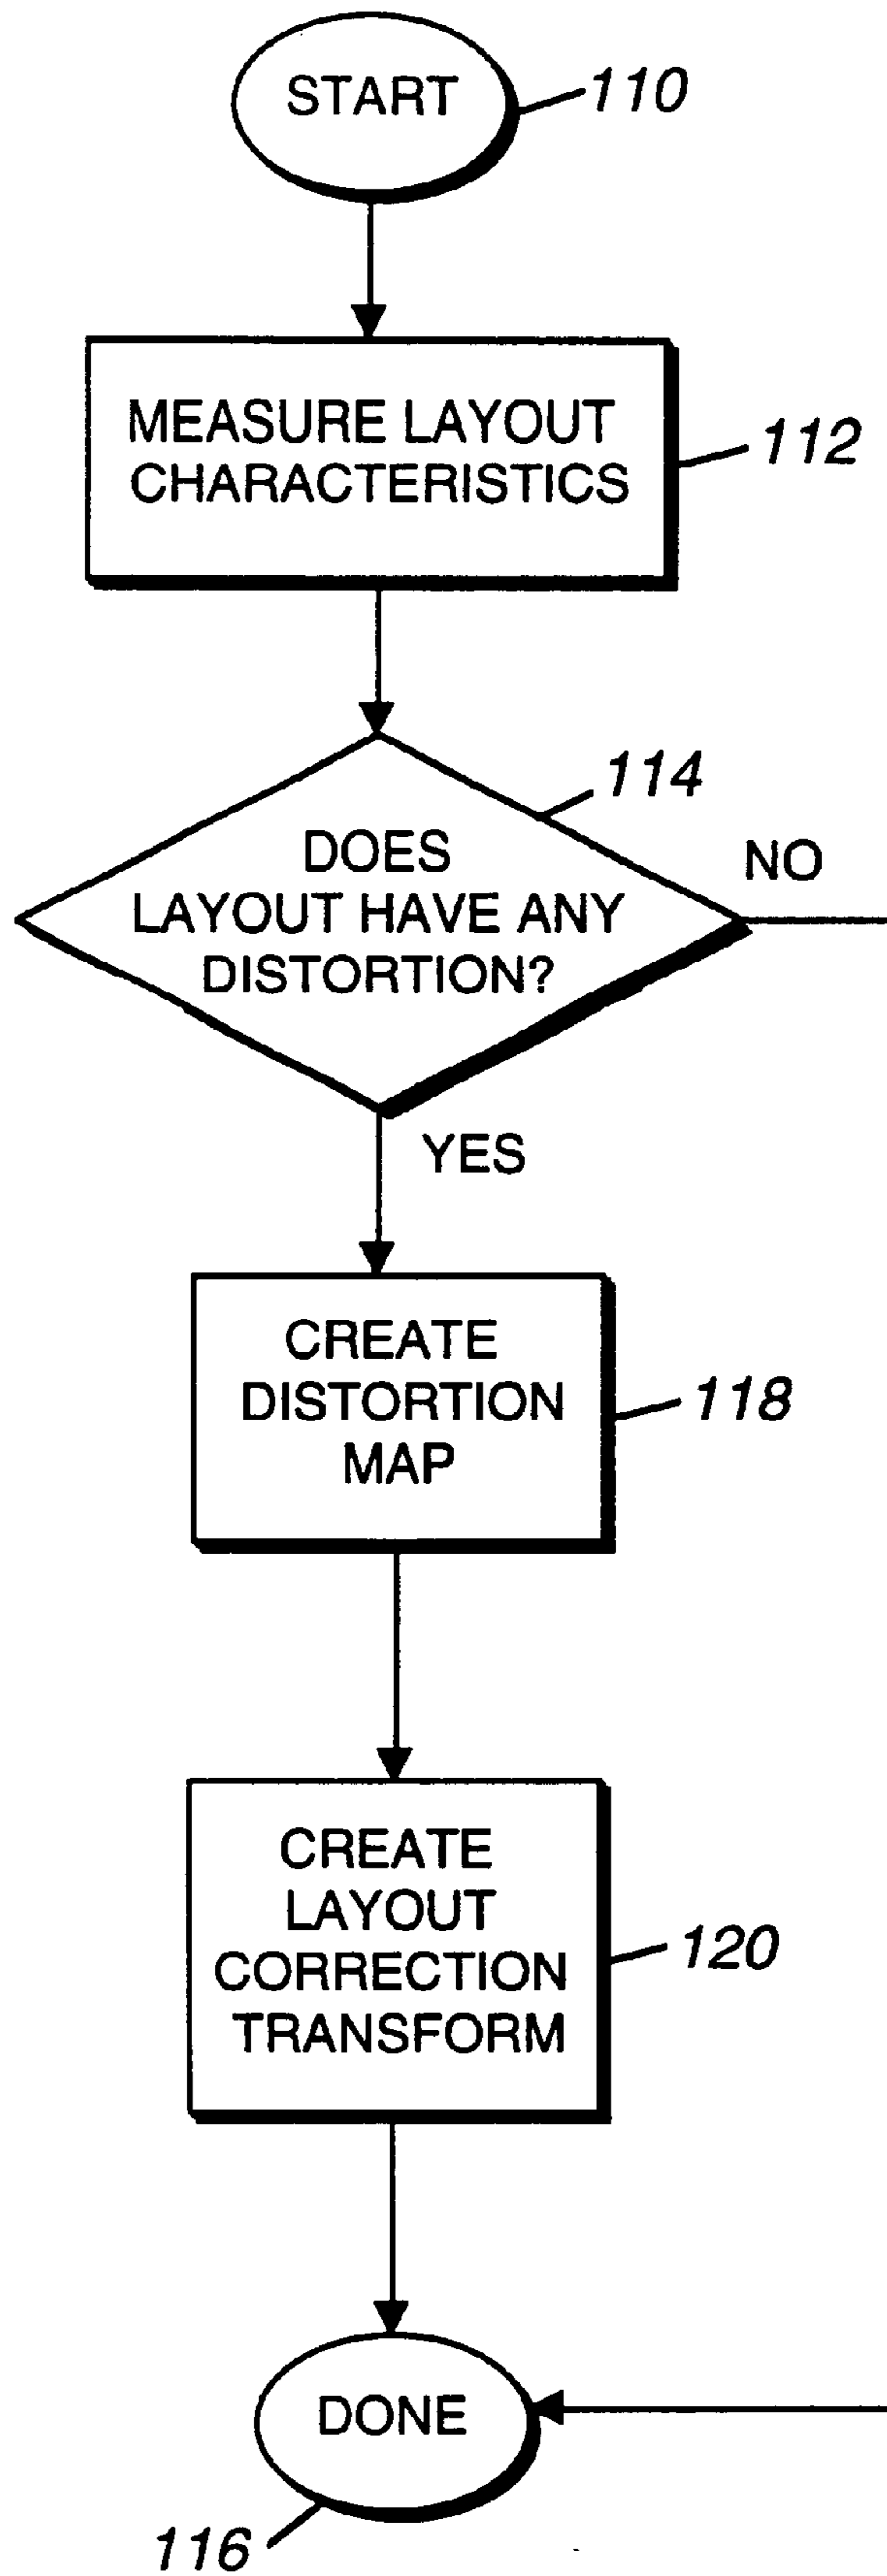 START
110
MEASURE LAYOUT
CHARACTERISTICS
112
114
DOES
LAYOUT HAVE ANY
DISTORTION?
NO
YES
CREATE
DISTORTION
MAP
118
CREATE
LAYOUT
CORRECTION
TRANSFORM
120
DONE
116